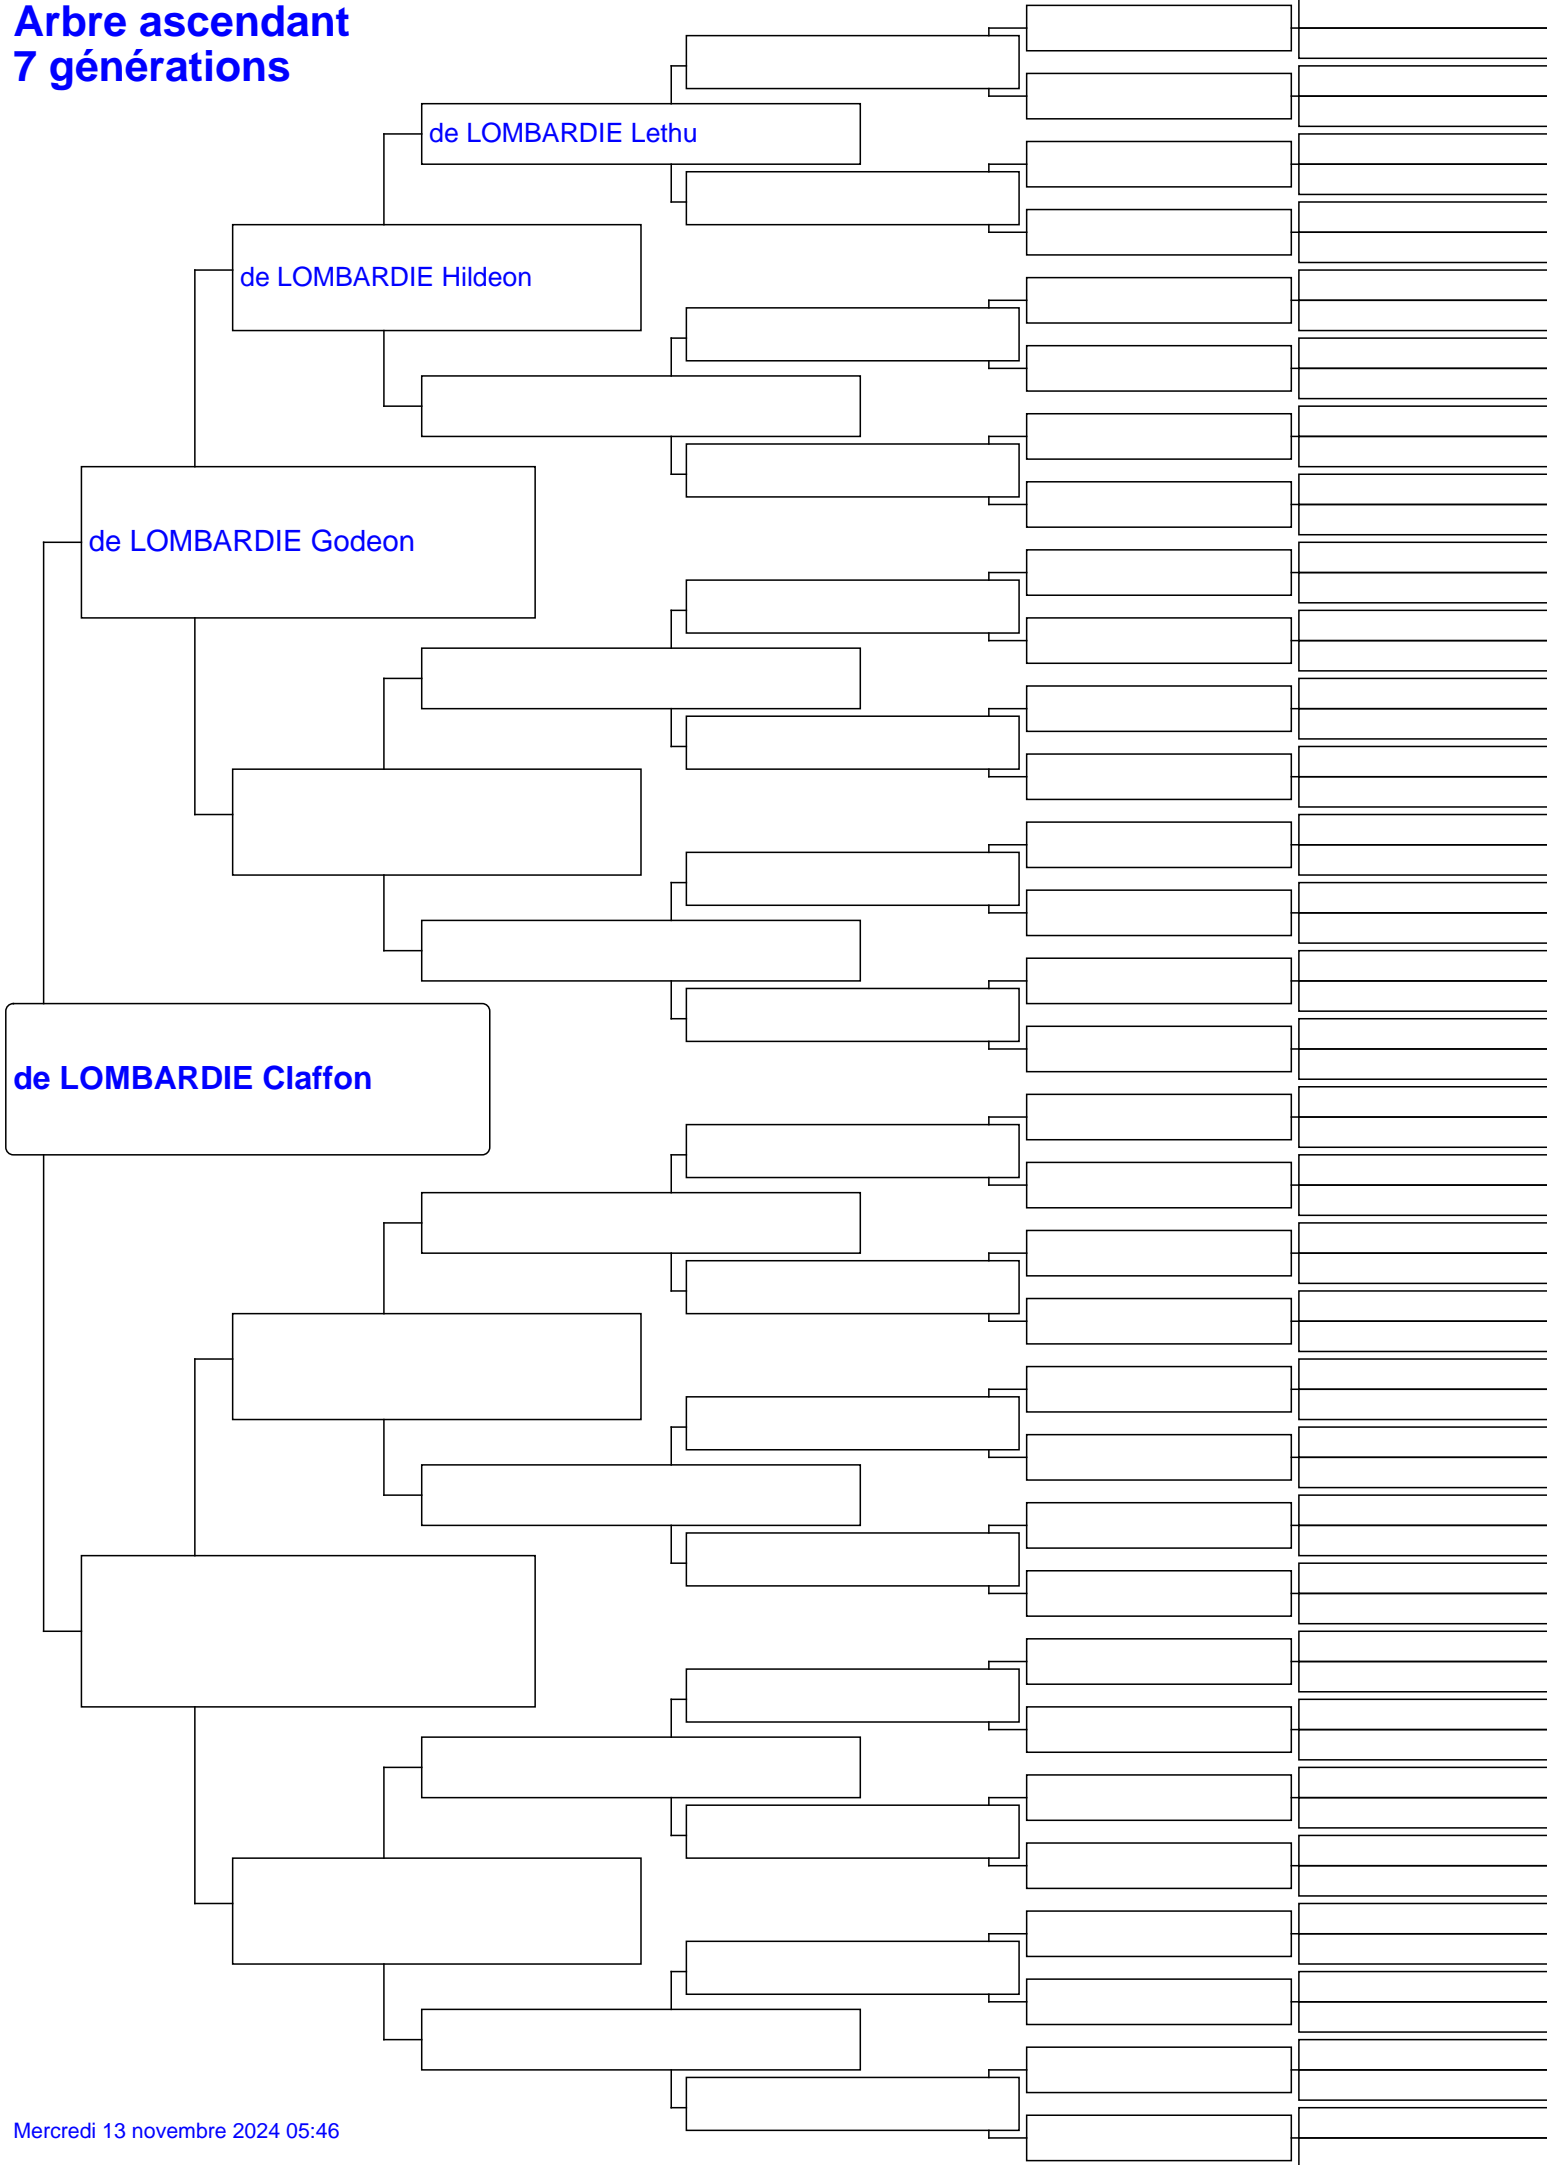 Arbre ascendant
7 générations
de LOMBARDIE Lethu
de LOMBARDIE Hildeon
de LOMBARDIE Godeon
de LOMBARDIE Claffon
Mercredi 13 novembre 2024 05:46